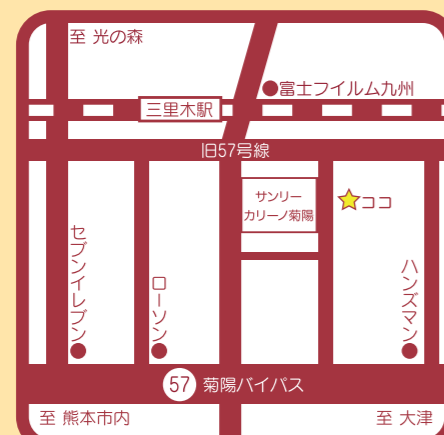 至 光の森
富士フイルム九州
三里木駅
旧57号線
サンリー
カリーノ菊陽
ココ
セブンイレブン
ローソン
ハンズマン
57 菊陽バイパス
至 熊本市内
至 大津